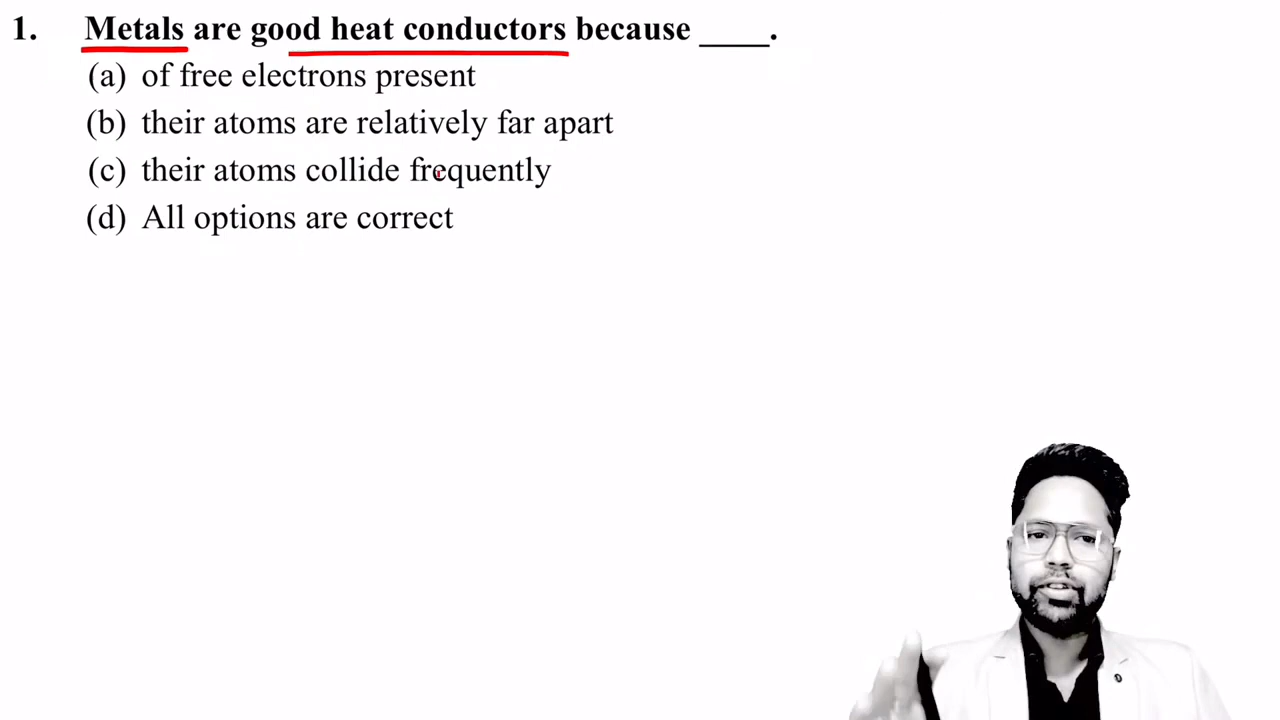 1. Metals are good heat conductors because ____.
(a) of free electrons present
(b) their atoms are relatively far apart
(c) their atoms collide frequently
(d) All options are correct